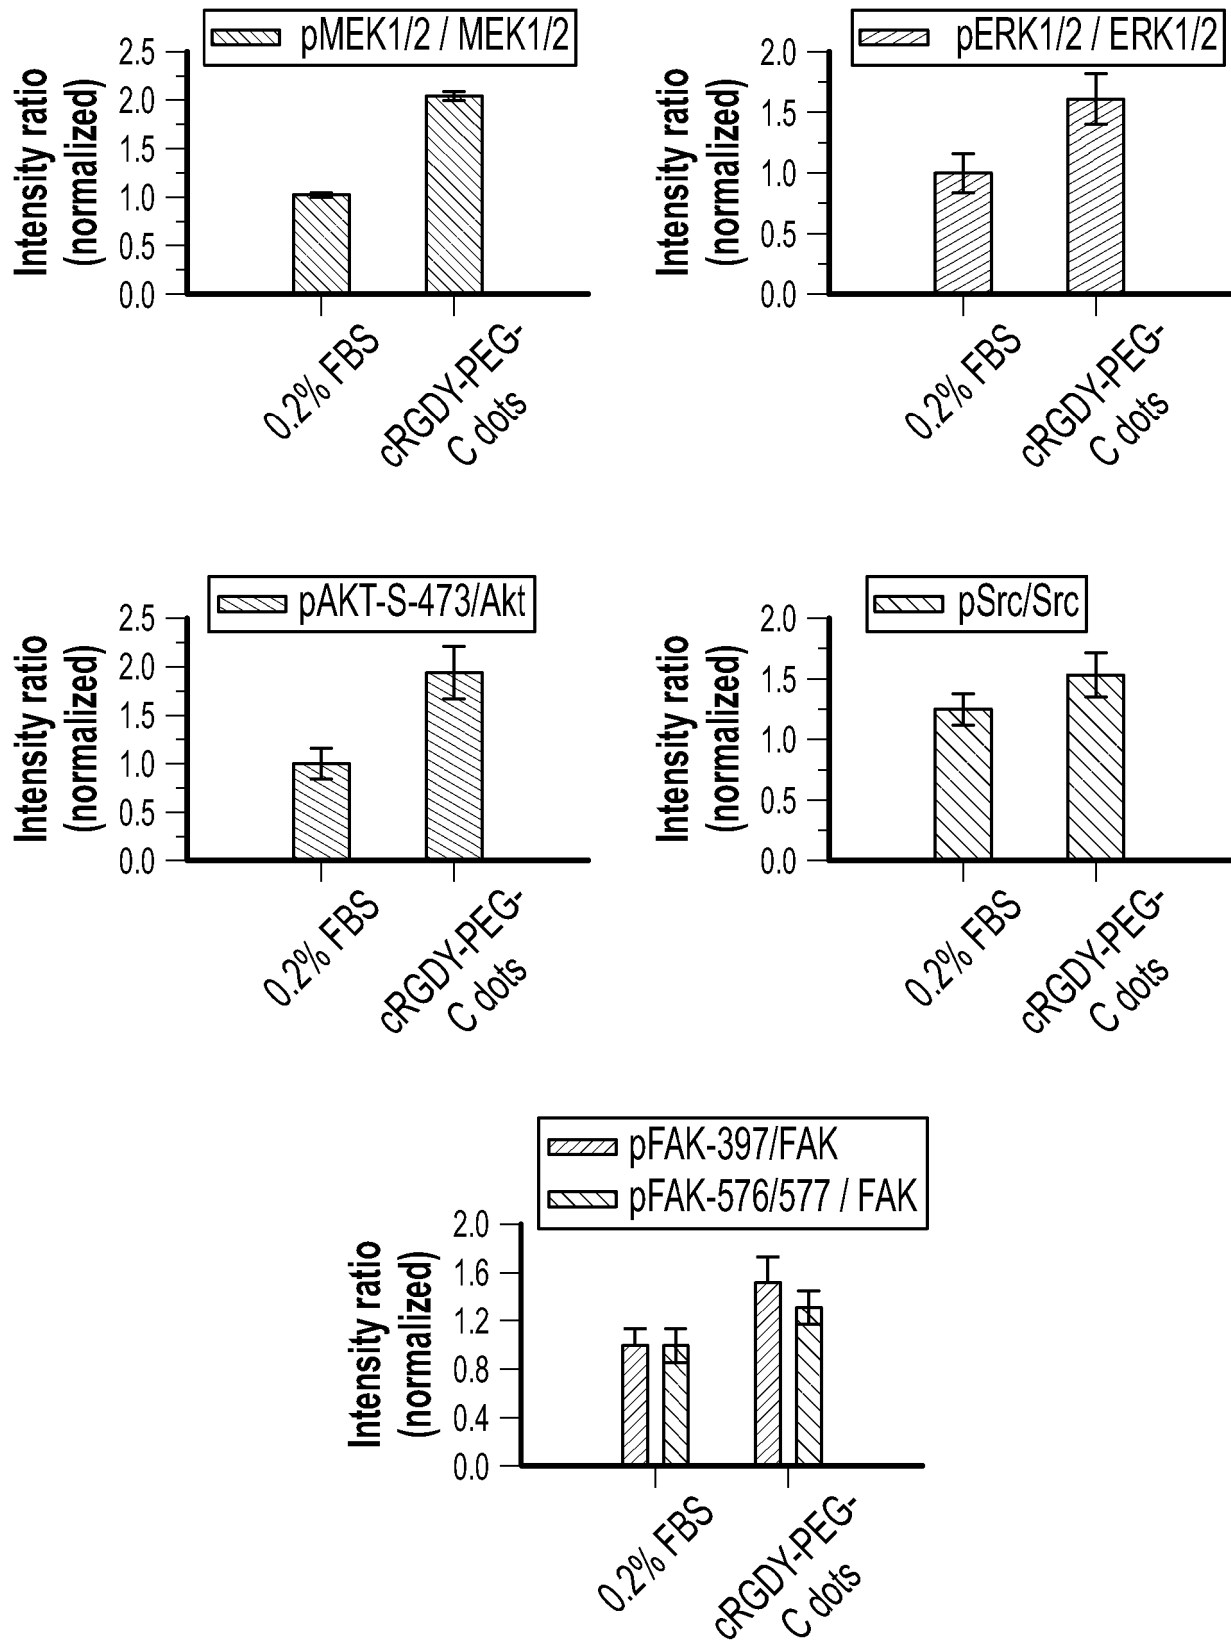 pMEK1/2 / MEK1/2
Intensity ratio
(normalized)
2.5
2.0
1.5
1.0
0.5
0.0
0.2% FBS
cRGDY-PEG-
C dots
pERK1/2 / ERK1/2
Intensity ratio
(normalized)
2.0
1.5
1.0
0.5
0.0
0.2% FBS
cRGDY-PEG-
C dots
pAKT-S-473/Akt
Intensity ratio
(normalized)
2.5
2.0
1.5
1.0
0.5
0.0
0.2% FBS
cRGDY-PEG-
C dots
pSrc/Src
Intensity ratio
(normalized)
2.0
1.5
1.0
0.5
0.0
0.2% FBS
cRGDY-PEG-
C dots
pFAK-397/FAK
pFAK-576/577 / FAK
Intensity ratio
(normalized)
2.0
1.6
1.2
0.8
0.4
0.0
0.2% FBS
cRGDY-PEG-
C dots